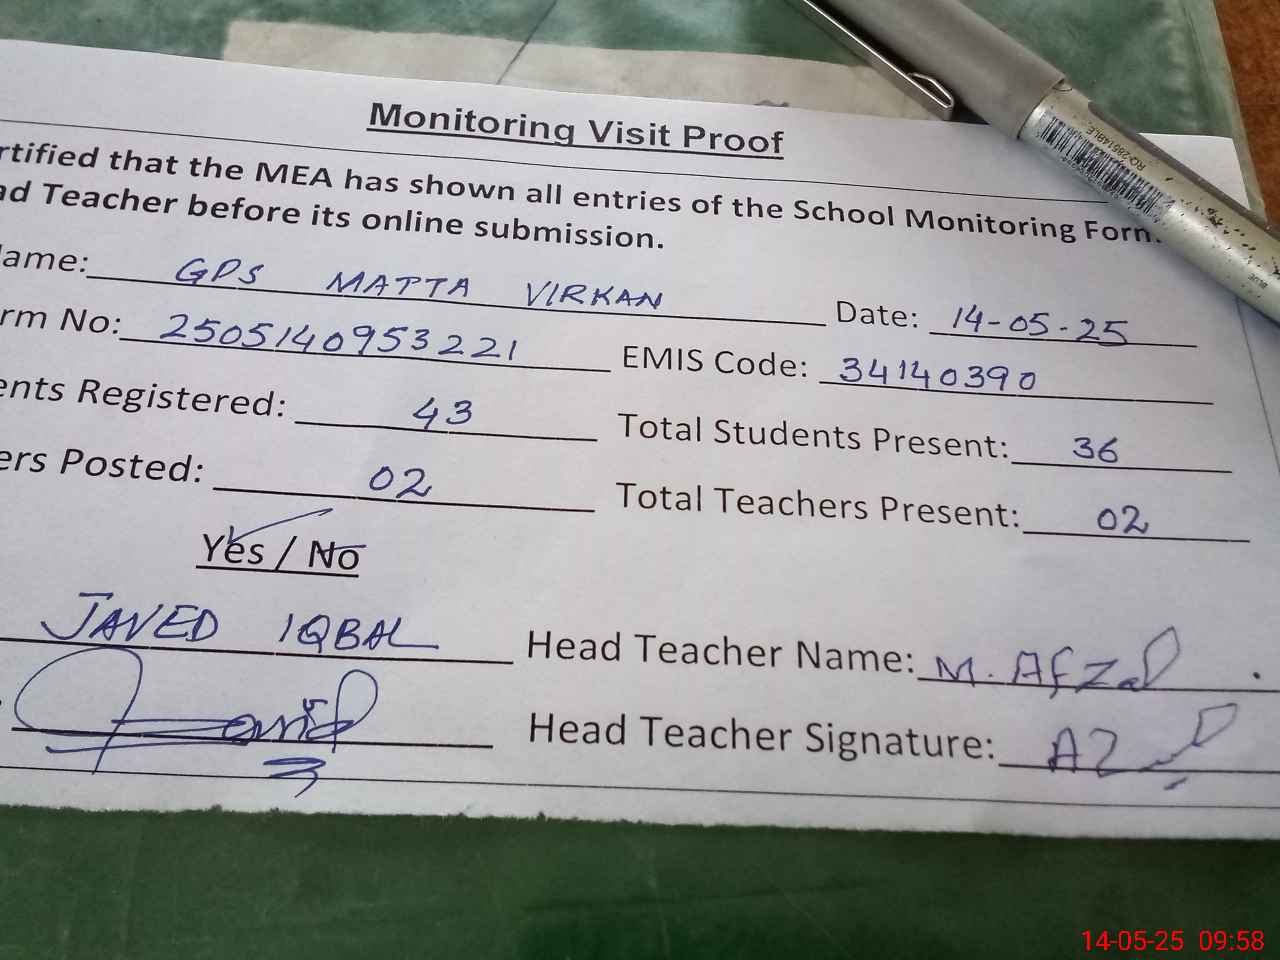 Monitoring Visit Proof
rtified that the MEA has shown all entries of the School Monitoring Form
ad Teacher before its online submission.
ame: GPS MATTA VIRKAN Date: 14-05-25
rm No: 2505140953221 EMIS Code: 34140390
ents Registered: 43 Total Students Present: 36
ers Posted: 02 Total Teachers Present: 02
Yes / No
JAVED IQBAL Head Teacher Name: M. Afzal
Head Teacher Signature:
14-05-25 09:58